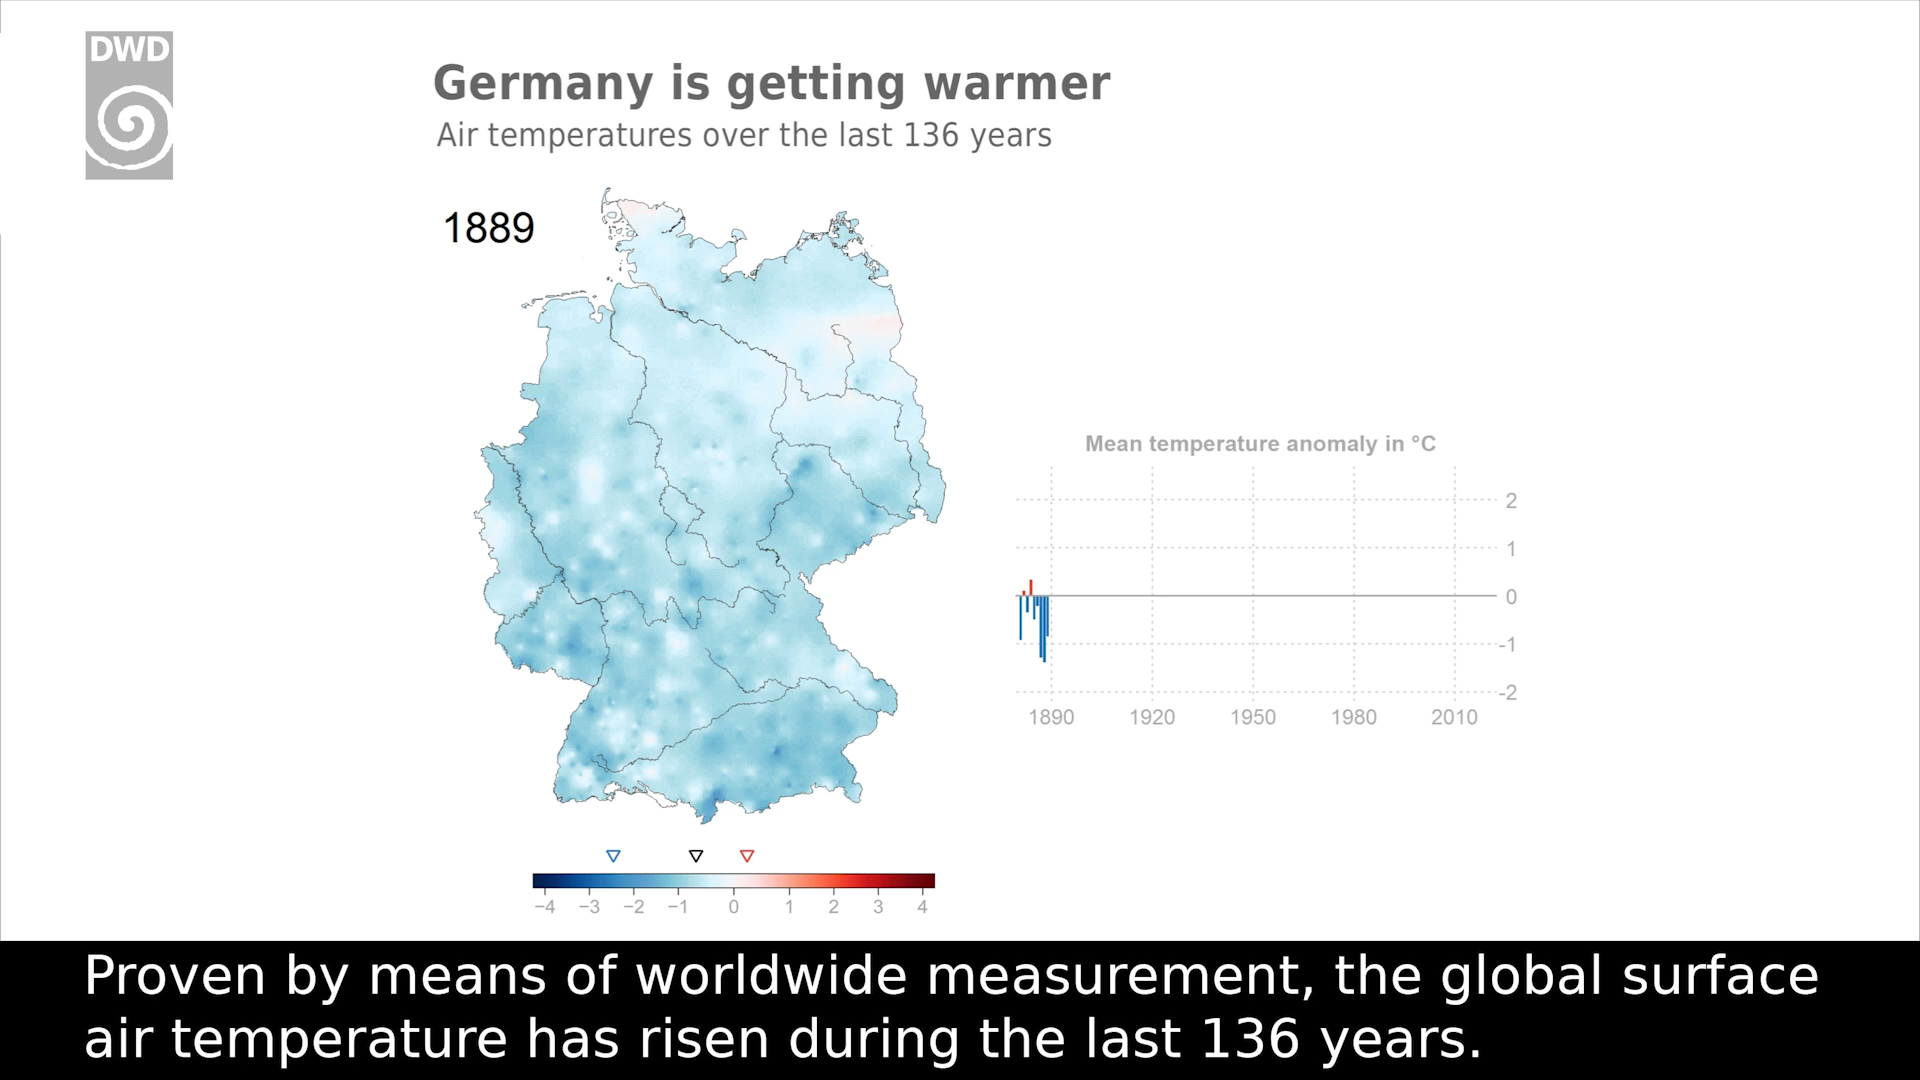 DWD
Germany is getting warmer
Air temperatures over the last 136 years
1889
Mean temperature anomaly in °C
2
1
0
-1
-2
1890 1920 1950 1980 2010
−4 −3 −2 −1 0 1 2 3 4
Proven by means of worldwide measurement, the global surface
air temperature has risen during the last 136 years.